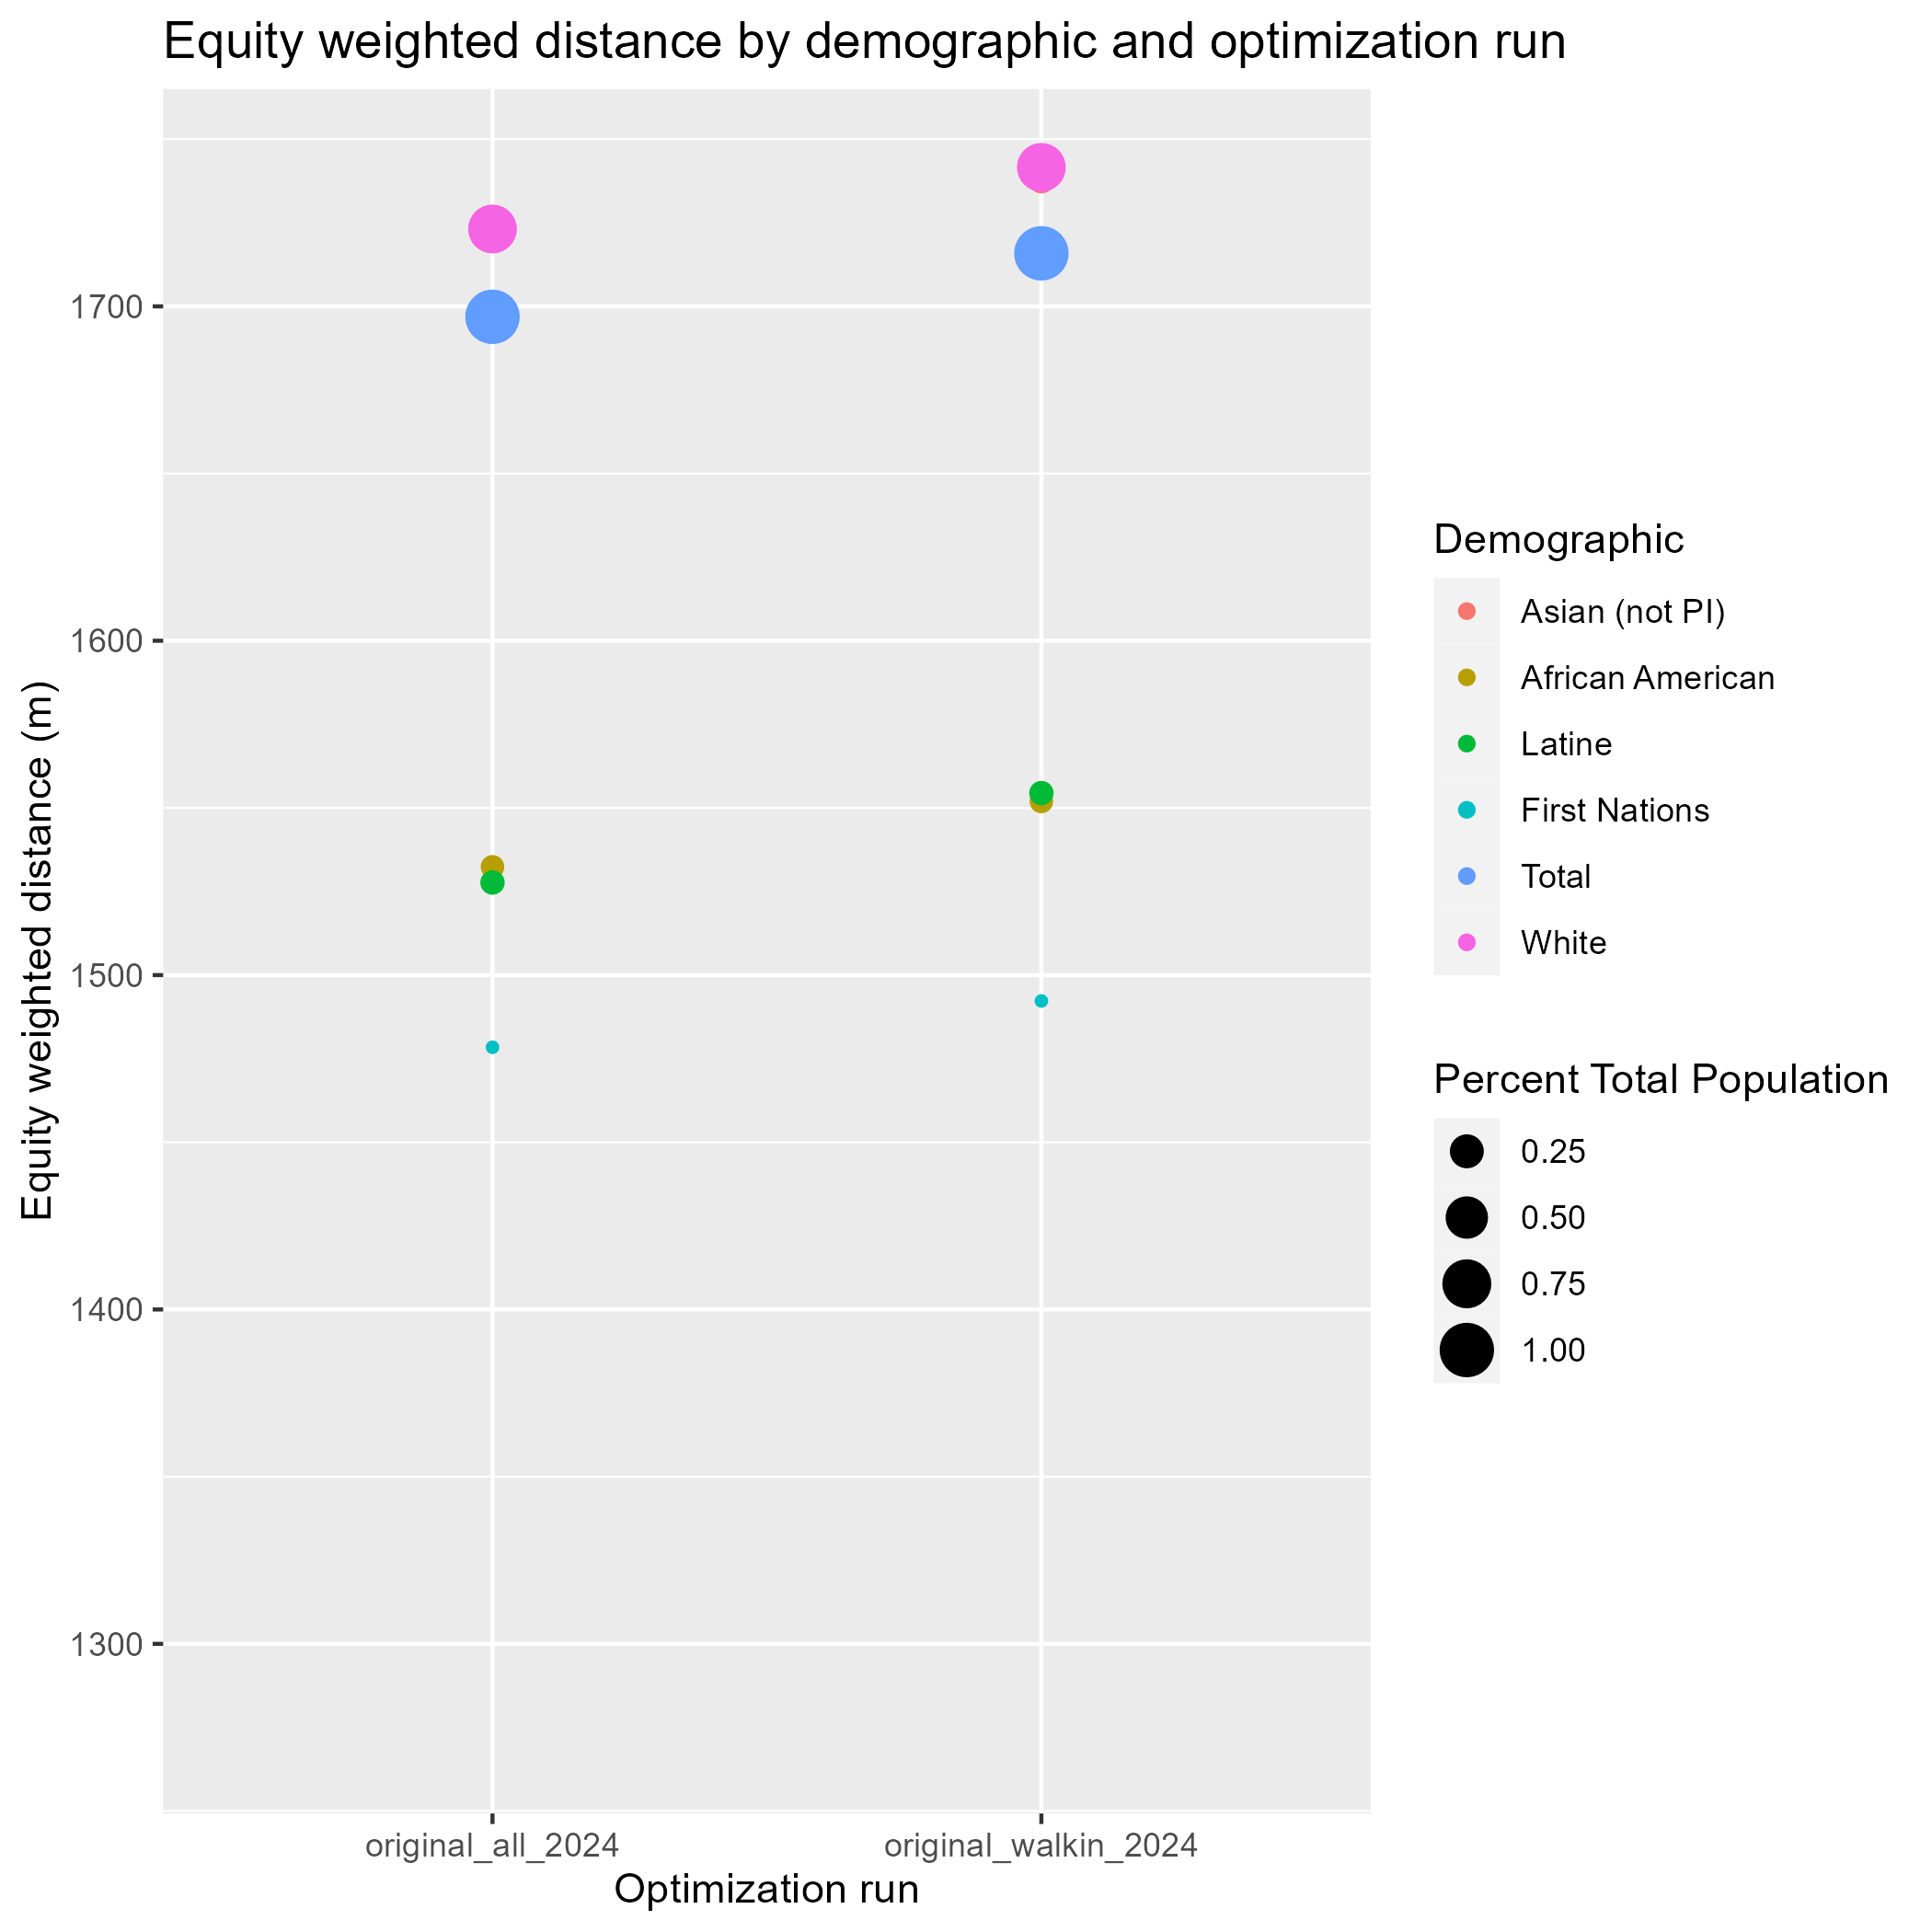 Equity weighted distance by demographic and optimization run
Equity weighted distance (m)
1700
1600
1500
1400
1300
original_all_2024
original_walkin_2024
Optimization run
Demographic
Asian (not PI)
African American
Latine
First Nations
Total
White
Percent Total Population
0.25
0.50
0.75
1.00